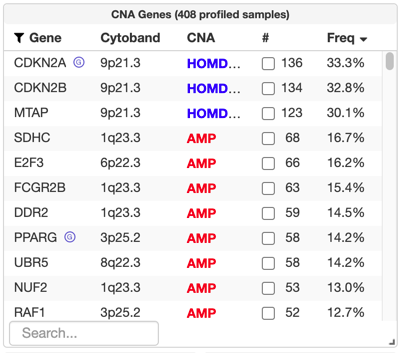 CNA Genes (408 profiled samples)
Gene Cytoband CNA # Freq
CDKN2A G 9p21.3 HOMD... 136 33.3%
CDKN2B 9p21.3 HOMD... 134 32.8%
MTAP 9p21.3 HOMD... 123 30.1%
SDHC 1q23.3 AMP 68 16.7%
E2F3 6p22.3 AMP 66 16.2%
FCGR2B 1q23.3 AMP 63 15.4%
DDR2 1q23.3 AMP 59 14.5%
PPARG G 3p25.2 AMP 58 14.2%
UBR5 8q22.3 AMP 58 14.2%
NUF2 1q23.3 AMP 53 13.0%
RAF1 3p25.2 AMP 52 12.7%
Search...